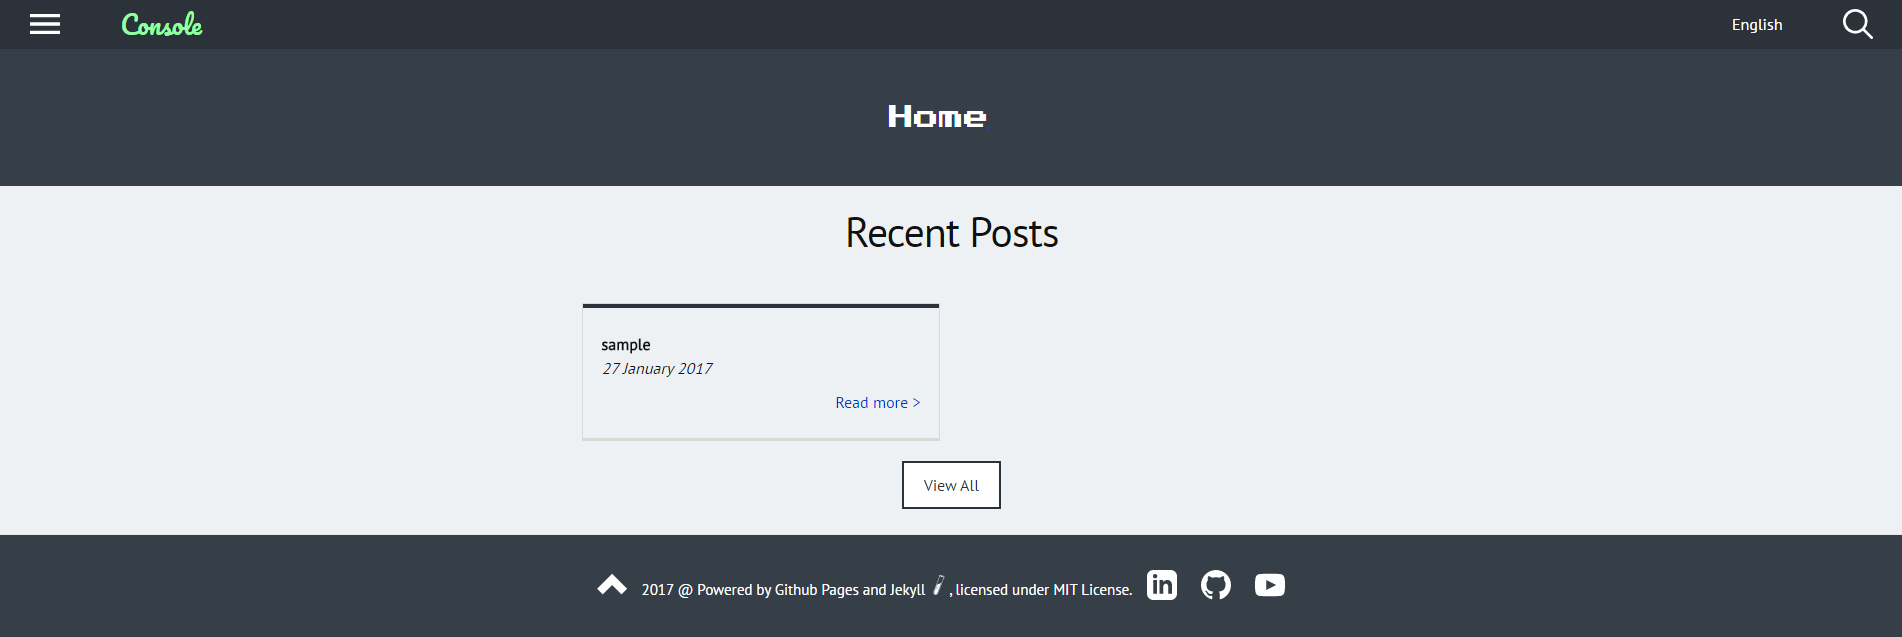 Console
English
Home
Recent Posts
sample
27 January 2017
Read more >
View All
2017 @ Powered by Github Pages and Jekyll , licensed under MIT License.
in